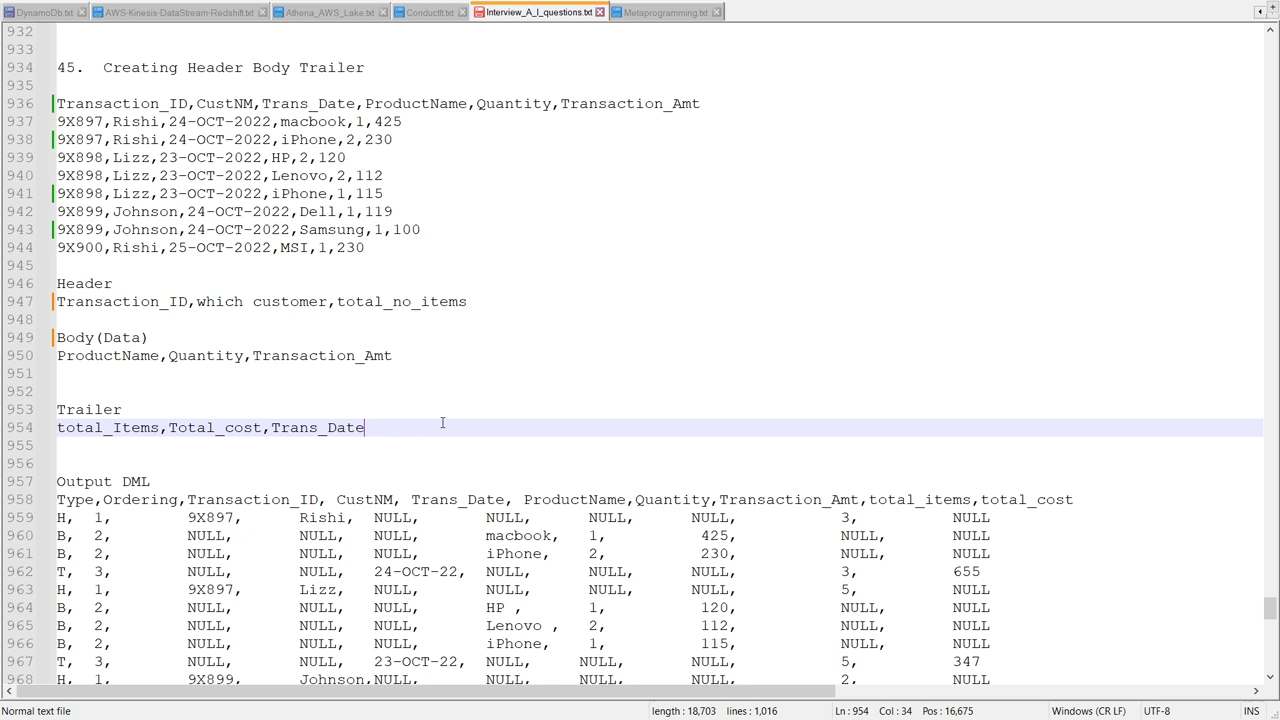 DynamoDb.txt AWS-Kinesis-DataStream-Redshift.txt Athena_AWS_Lake.txt ConductIt.txt Interview_A_I_questions.txt Metaprogramming.txt
932
933
934 45. Creating Header Body Trailer
935
936 Transaction_ID,CustNM,Trans_Date,ProductName,Quantity,Transaction_Amt
937 9X897,Rishi,24-OCT-2022,macbook,1,425
938 9X897,Rishi,24-OCT-2022,iPhone,2,230
939 9X898,Lizz,23-OCT-2022,HP,2,120
940 9X898,Lizz,23-OCT-2022,Lenovo,2,112
941 9X898,Lizz,23-OCT-2022,iPhone,1,115
942 9X899,Johnson,24-OCT-2022,Dell,1,119
943 9X899,Johnson,24-OCT-2022,Samsung,1,100
944 9X900,Rishi,25-OCT-2022,MSI,1,230
945
946 Header
947 Transaction_ID,which customer,total_no_items
948
949 Body(Data)
950 ProductName,Quantity,Transaction_Amt
951
952
953 Trailer
954 total_Items,Total_cost,Trans_Date
955
956
957 Output DML
958 Type,Ordering,Transaction_ID, CustNM, Trans_Date, ProductName,Quantity,Transaction_Amt,total_items,total_cost
959 H, 1, 9X897, Rishi, NULL, NULL, NULL, NULL, 3, NULL
960 B, 2, NULL, NULL, NULL, macbook, 1, 425, NULL, NULL
961 B, 2, NULL, NULL, NULL, iPhone, 2, 230, NULL, NULL
962 T, 3, NULL, NULL, 24-OCT-22, NULL, NULL, NULL, 3, 655
963 H, 1, 9X897, Lizz, NULL, NULL, NULL, NULL, 5, NULL
964 B, 2, NULL, NULL, NULL, HP , 1, 120, NULL, NULL
965 B, 2, NULL, NULL, NULL, Lenovo , 2, 112, NULL, NULL
966 B, 2, NULL, NULL, NULL, iPhone, 1, 115, NULL, NULL
967 T, 3, NULL, NULL, 23-OCT-22, NULL, NULL, NULL, 5, 347
968 H, 1, 9X899, Johnson,NULL, NULL, NULL, NULL, 2, NULL
Normal text file length : 18,703 lines : 1,016 Ln : 954 Col : 34 Pos : 16,675 Windows (CR LF) UTF-8 INS